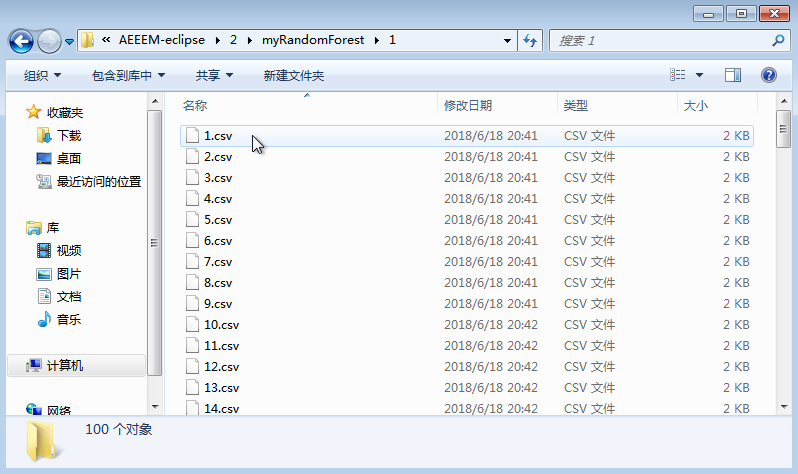 « AEEEM-eclipse ▸ 2 ▸ myRandomForest ▸ 1
搜索 1
组织 包含到库中 共享 新建文件夹
收藏夹
下载
桌面
最近访问的位置
库
视频
图片
文档
音乐
计算机
网络
名称 修改日期 类型 大小
1.csv 2018/6/18 20:41 CSV 文件 2 KB
2.csv 2018/6/18 20:41 CSV 文件 2 KB
3.csv 2018/6/18 20:41 CSV 文件 2 KB
4.csv 2018/6/18 20:41 CSV 文件 2 KB
5.csv 2018/6/18 20:41 CSV 文件 2 KB
6.csv 2018/6/18 20:41 CSV 文件 2 KB
7.csv 2018/6/18 20:41 CSV 文件 2 KB
8.csv 2018/6/18 20:41 CSV 文件 2 KB
9.csv 2018/6/18 20:41 CSV 文件 2 KB
10.csv 2018/6/18 20:42 CSV 文件 2 KB
11.csv 2018/6/18 20:42 CSV 文件 2 KB
12.csv 2018/6/18 20:42 CSV 文件 2 KB
13.csv 2018/6/18 20:42 CSV 文件 2 KB
14.csv 2018/6/18 20:42 CSV 文件 2 KB
100 个对象